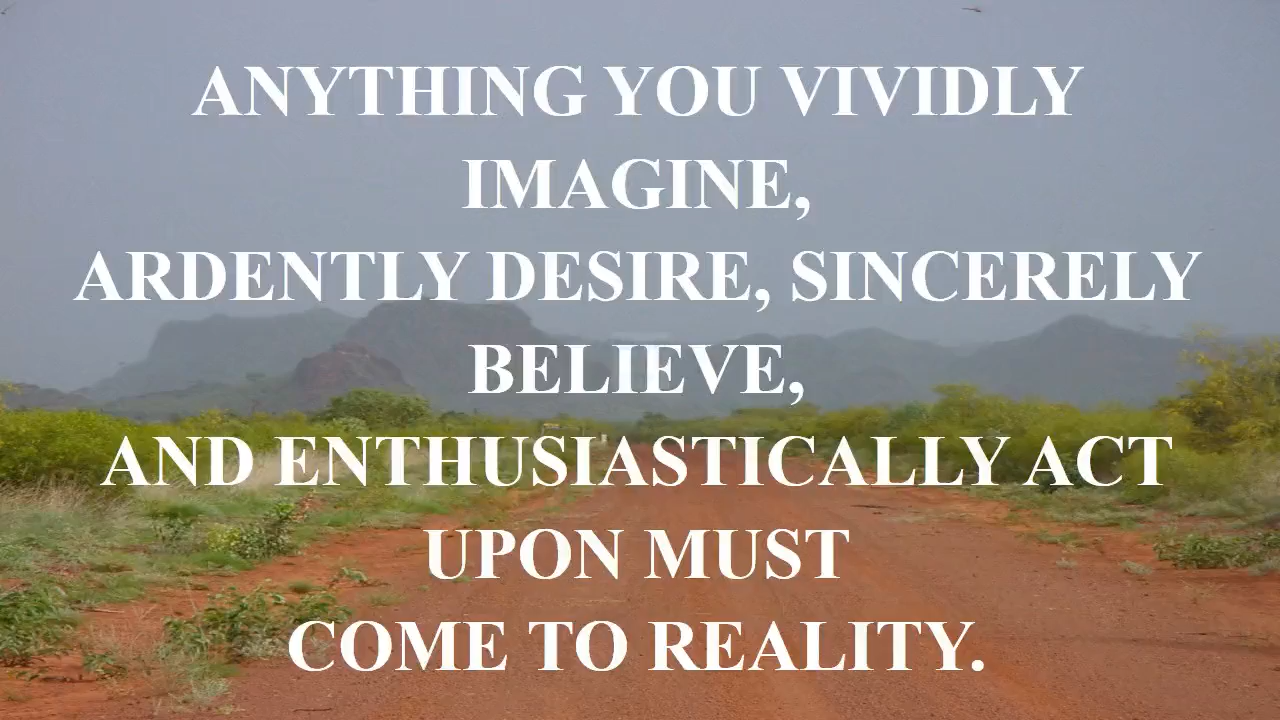 ANYTHING YOU VIVIDLY
IMAGINE,
ARDENTLY DESIRE, SINCERELY
BELIEVE,
AND ENTHUSIASTICALLY ACT
UPON MUST
COME TO REALITY.